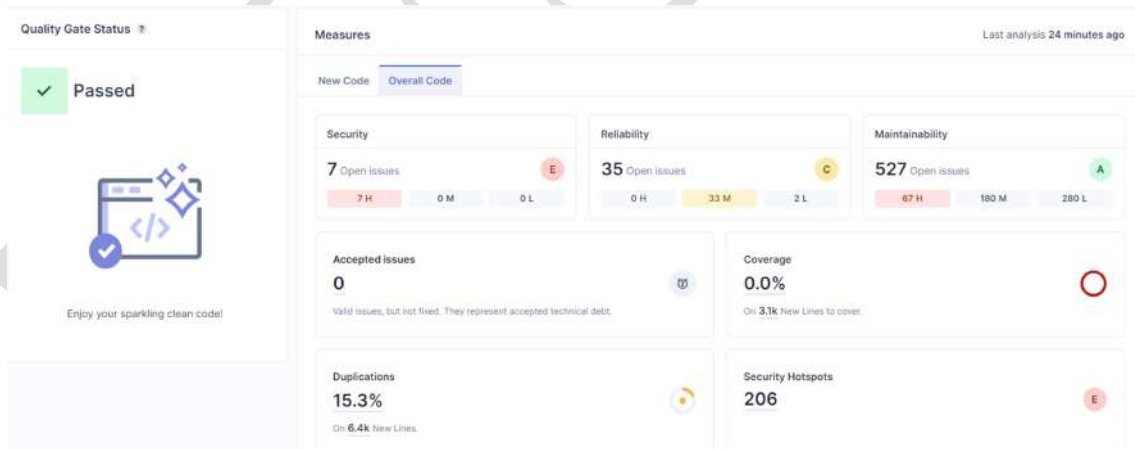 Quality Gate Status ?
Passed
Enjoy your sparkling clean code!
Measures
Last analysis 24 minutes ago
New Code Overall Code
Security
7 Open issues E
7 H 0 M 0 L
Reliability
35 Open issues C
0 H 33 M 2 L
Maintainability
527 Open issues A
67 H 180 M 280 L
Accepted issues
0
Valid issues, but not fixed. They represent accepted technical debt.
Coverage
0.0%
On 3.1k New Lines to cover.
Duplications
15.3%
On 6.4k New Lines.
Security Hotspots
206 E